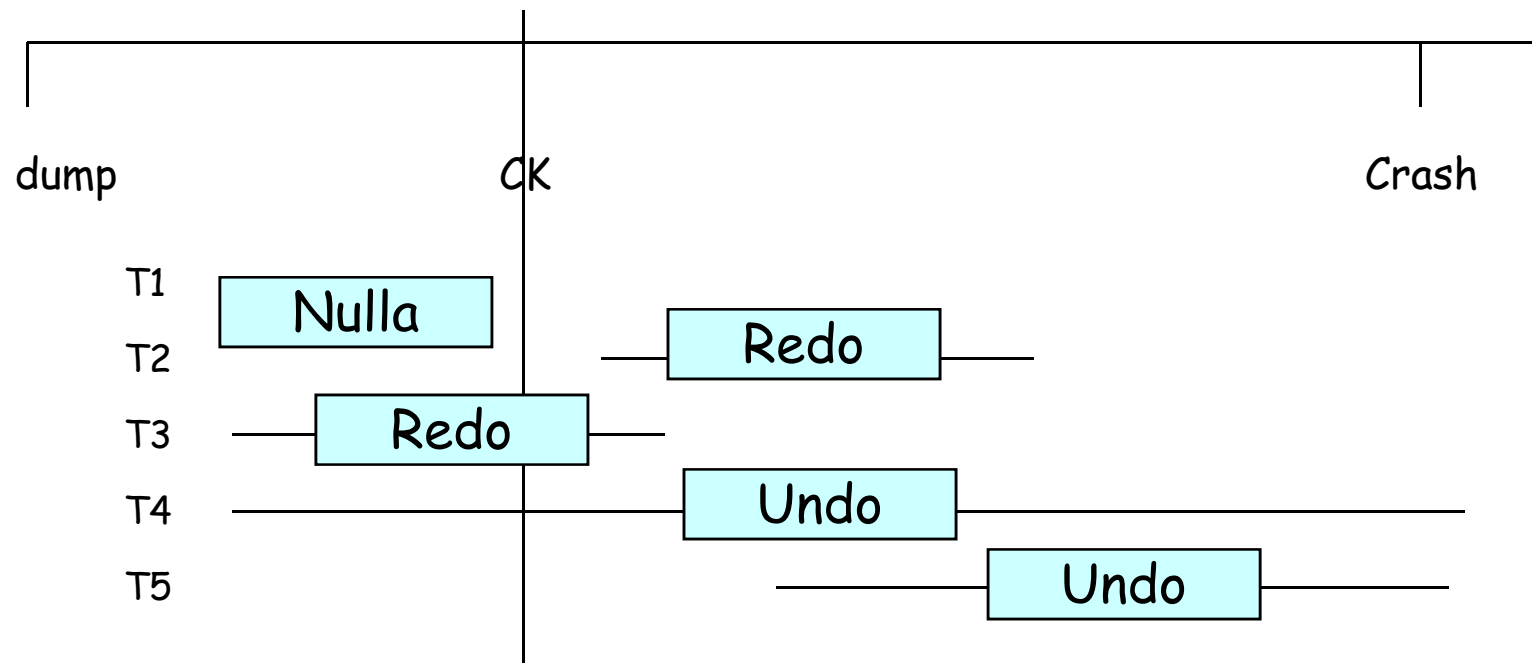 dump CK Crash
T1 Nulla
T2 Redo
T3 Redo
T4 Undo
T5 Undo